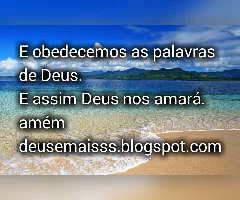 E obedecemos as palavras
de Deus.
E assim Deus nos amará.
amém
deusemaisss.blogspot.com